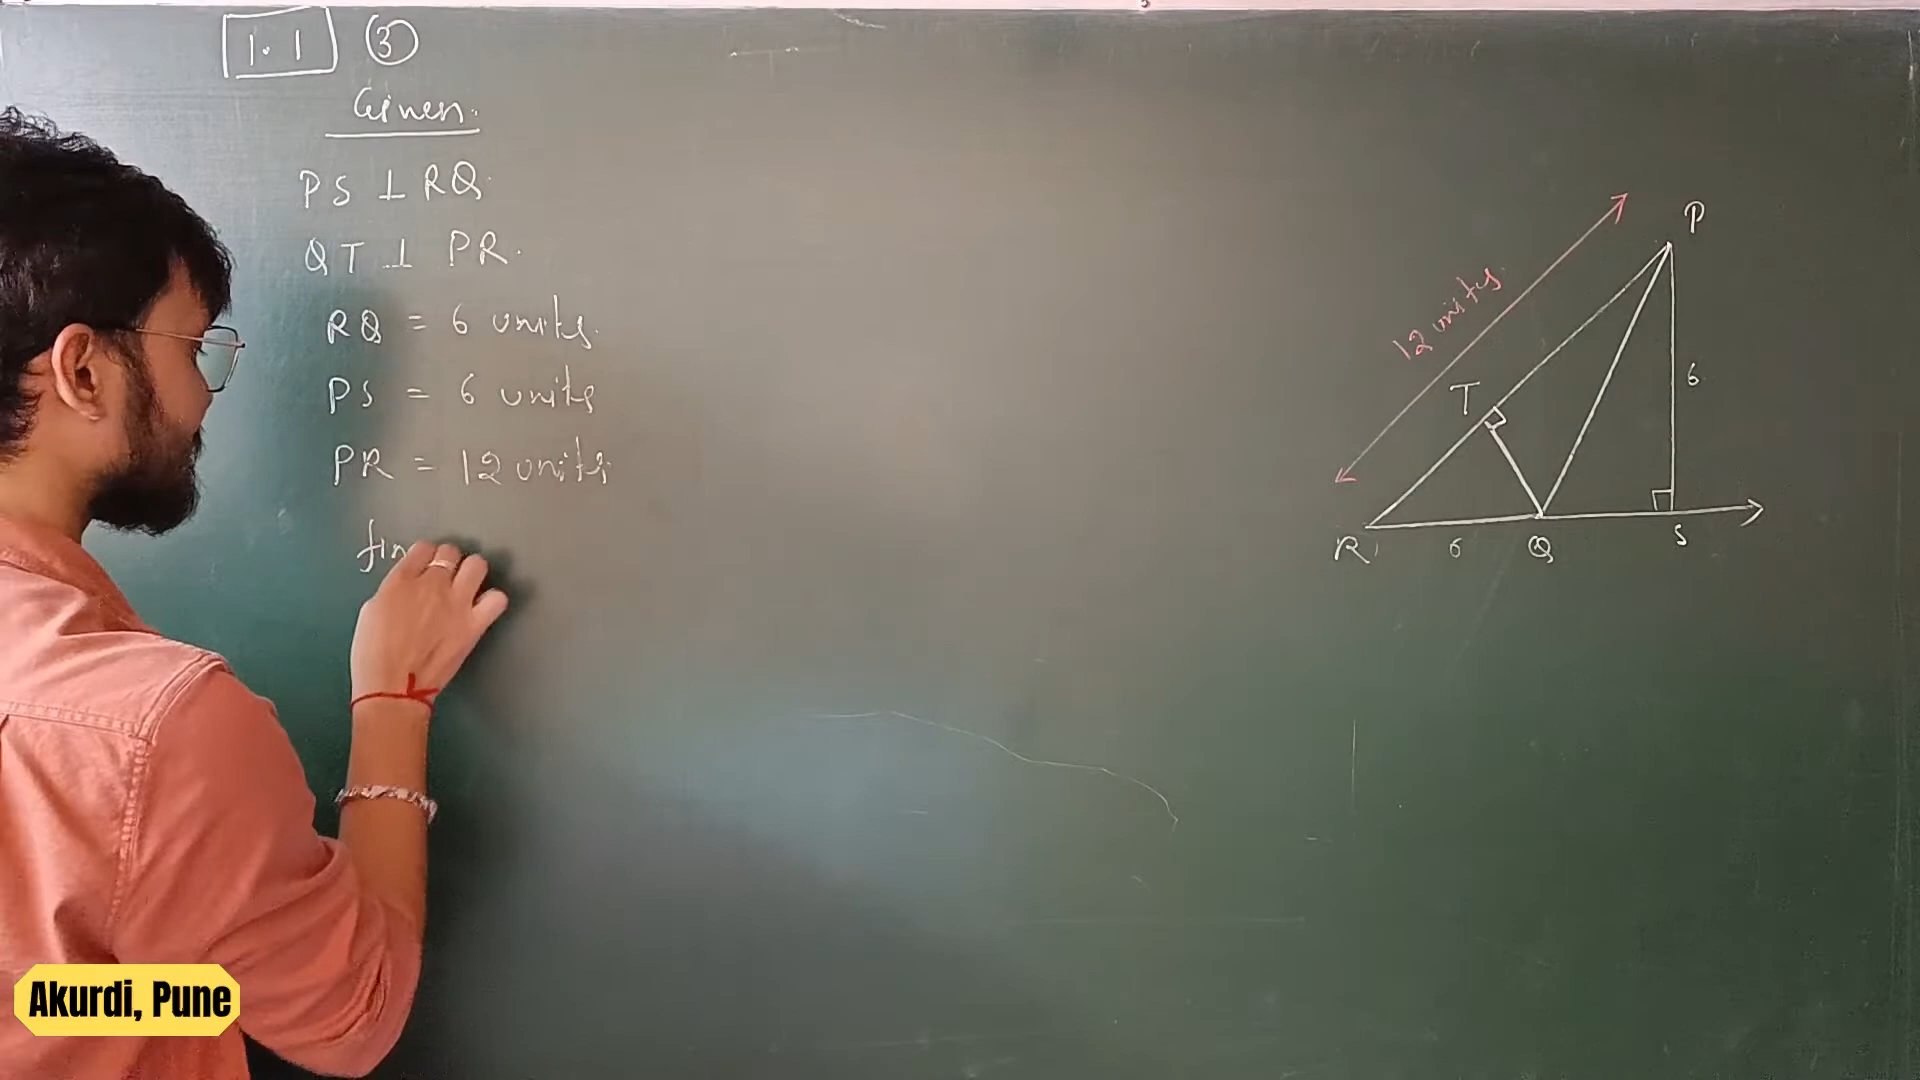 1.1 ③
Given.
PS ⊥ RQ.
QT ⊥ PR.
RQ = 6 units.
PS = 6 units
PR = 12 units
fin
12 units
P
6
T
R 6 Q S
Akurdi, Pune